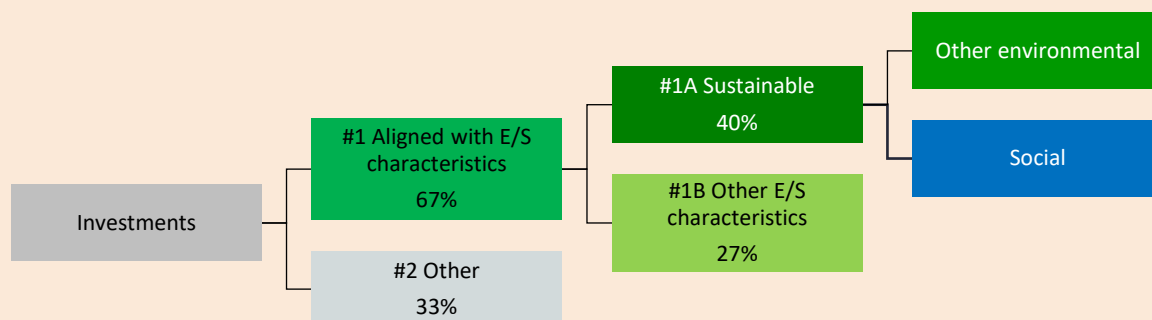 Investments
#1 Aligned with E/S
characteristics
67%
#2 Other
33%
#1A Sustainable
40%
#1B Other E/S
characteristics
27%
Other environmental
Social